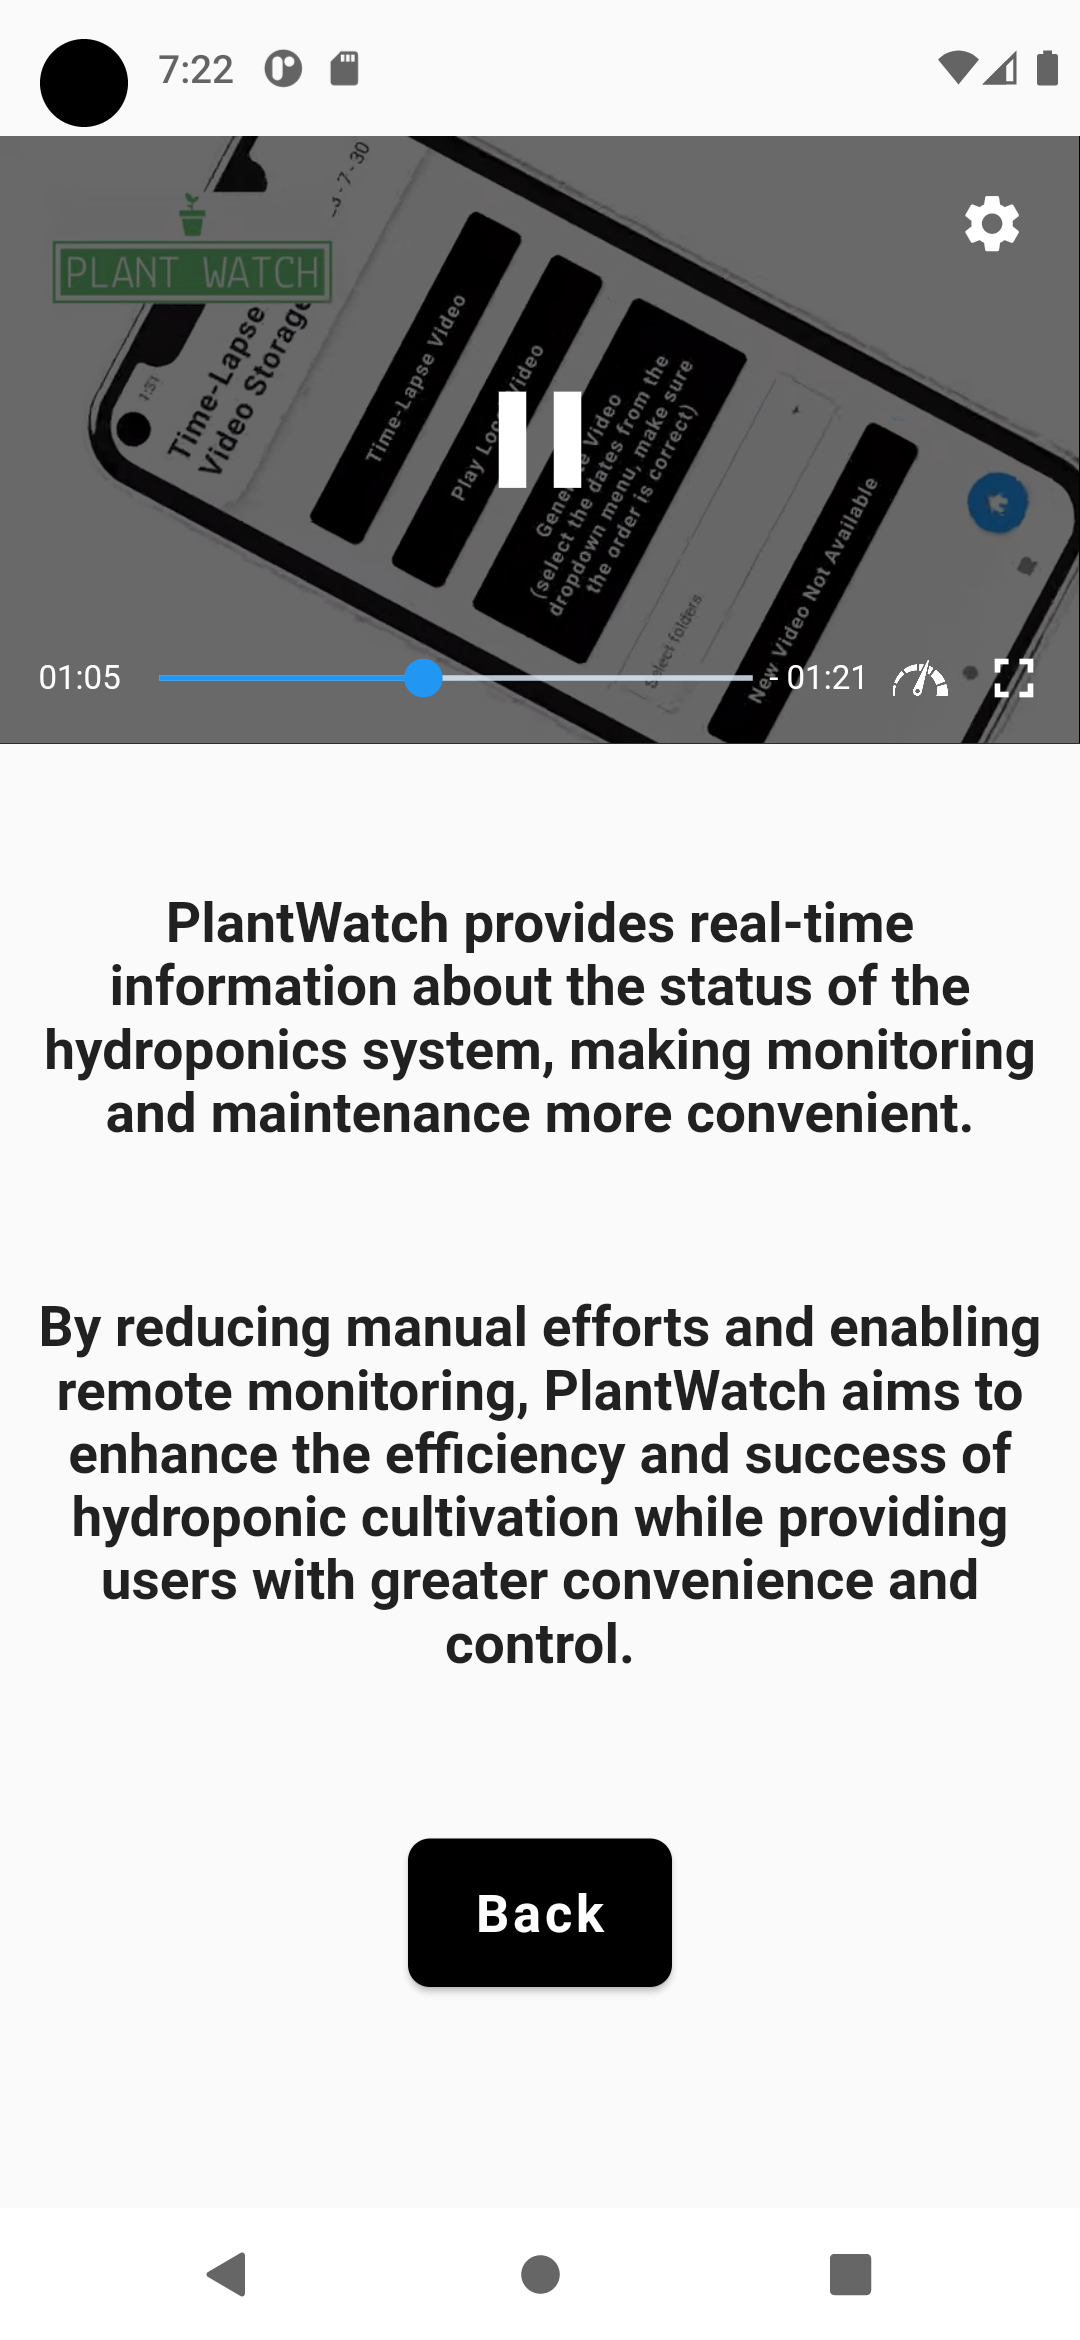 7:22
PLANT WATCH
1:51
Time-Lapse
Video Storage
Time-Lapse Video
Play Video
Video
(select the dates from the
dropdown menu, make sure
the order is correct)
Select folders
New Video Not Available
01:05
- 01:21
PlantWatch provides real-time
information about the status of the
hydroponics system, making monitoring
and maintenance more convenient.
By reducing manual efforts and enabling
remote monitoring, PlantWatch aims to
enhance the efficiency and success of
hydroponic cultivation while providing
users with greater convenience and
control.
Back